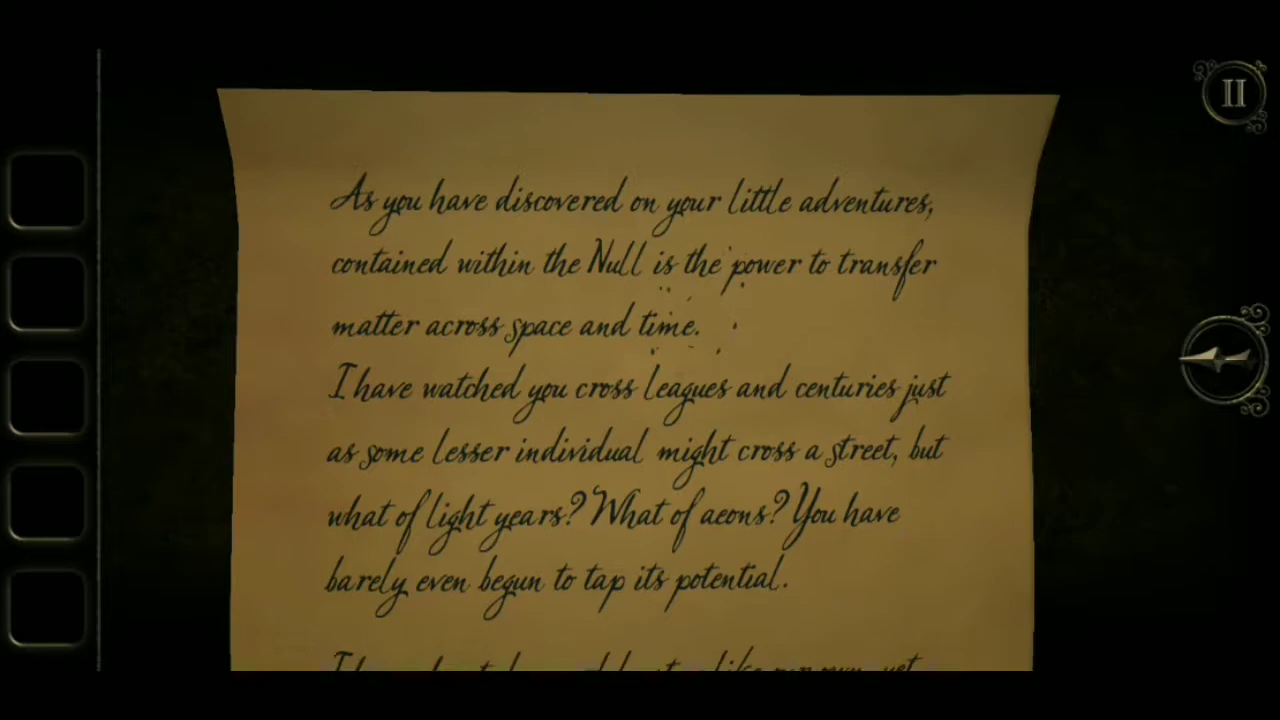 As you have discovered on your little adventures,
contained within the Null is the power to transfer
matter across space and time.
I have watched you cross leagues and centuries just
as some lesser individual might cross a street, but
what of light years? What of aeons? You have
barely even begun to tap its potential.